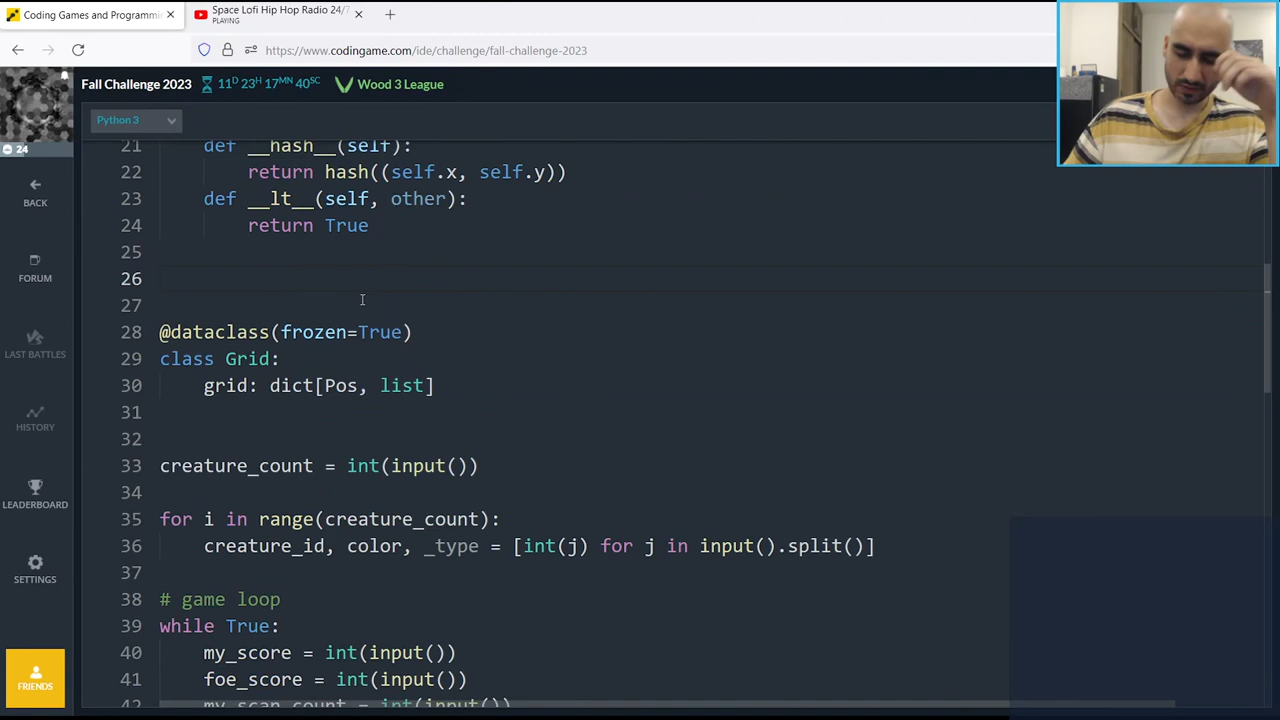 Coding Games and Programmi
Space Lofi Hip Hop Radio 24/7
PLAYING
https://www.codingame.com/ide/challenge/fall-challenge-2023
Fall Challenge 2023
11D 23H 17MN 40SC
Wood 3 League
Python 3
24
BACK
FORUM
LAST BATTLES
HISTORY
LEADERBOARD
SETTINGS
FRIENDS
21 def __hash__(self):
22 return hash((self.x, self.y))
23 def __lt__(self, other):
24 return True
25
26
27
28 @dataclass(frozen=True)
29 class Grid:
30 grid: dict[Pos, list]
31
32
33 creature_count = int(input())
34
35 for i in range(creature_count):
36 creature_id, color, _type = [int(j) for j in input().split()]
37
38 # game loop
39 while True:
40 my_score = int(input())
41 foe_score = int(input())
42 my_scan_count = int(input())